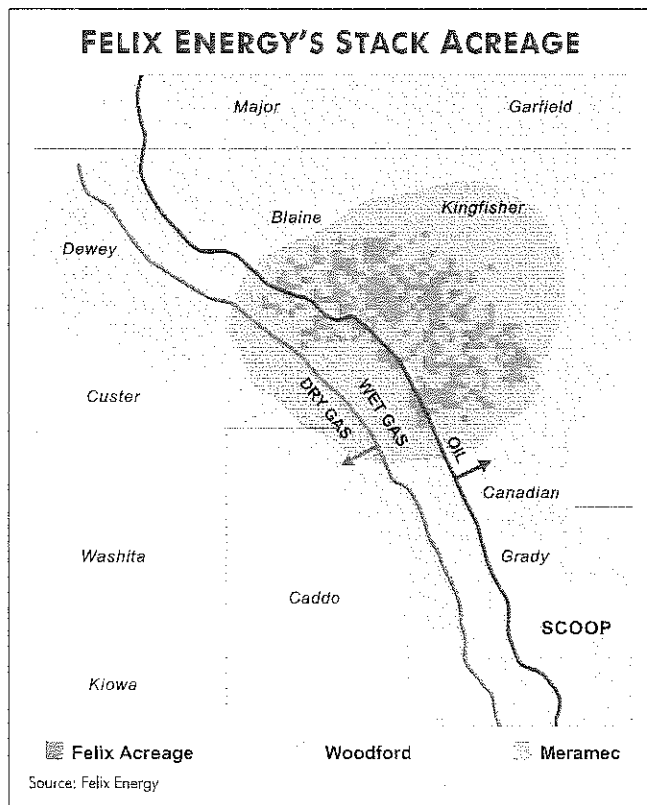 FELIX ENERGY'S STACK ACREAGE
Major
Garfield
Blaine
Kingfisher
Dewey
Custer
DRY GAS
WET GAS
OIL
Canadian
Washita
Grady
Caddo
SCOOP
Kiowa
Felix Acreage
Woodford
Meramec
Source: Felix Energy